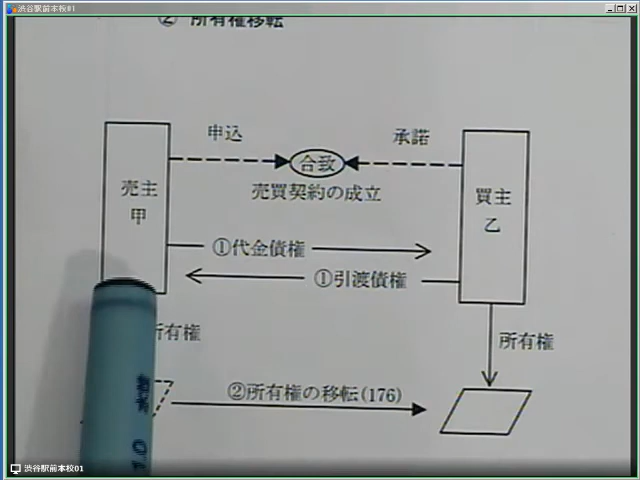 渋谷駅前本校#1
② 所有権移転
申込
承諾
合致
売買契約の成立
売主
甲
買主
乙
①代金債権
①引渡債権
所有権
所有権
②所有権の移転(176)
1.0
渋谷駅前本校01